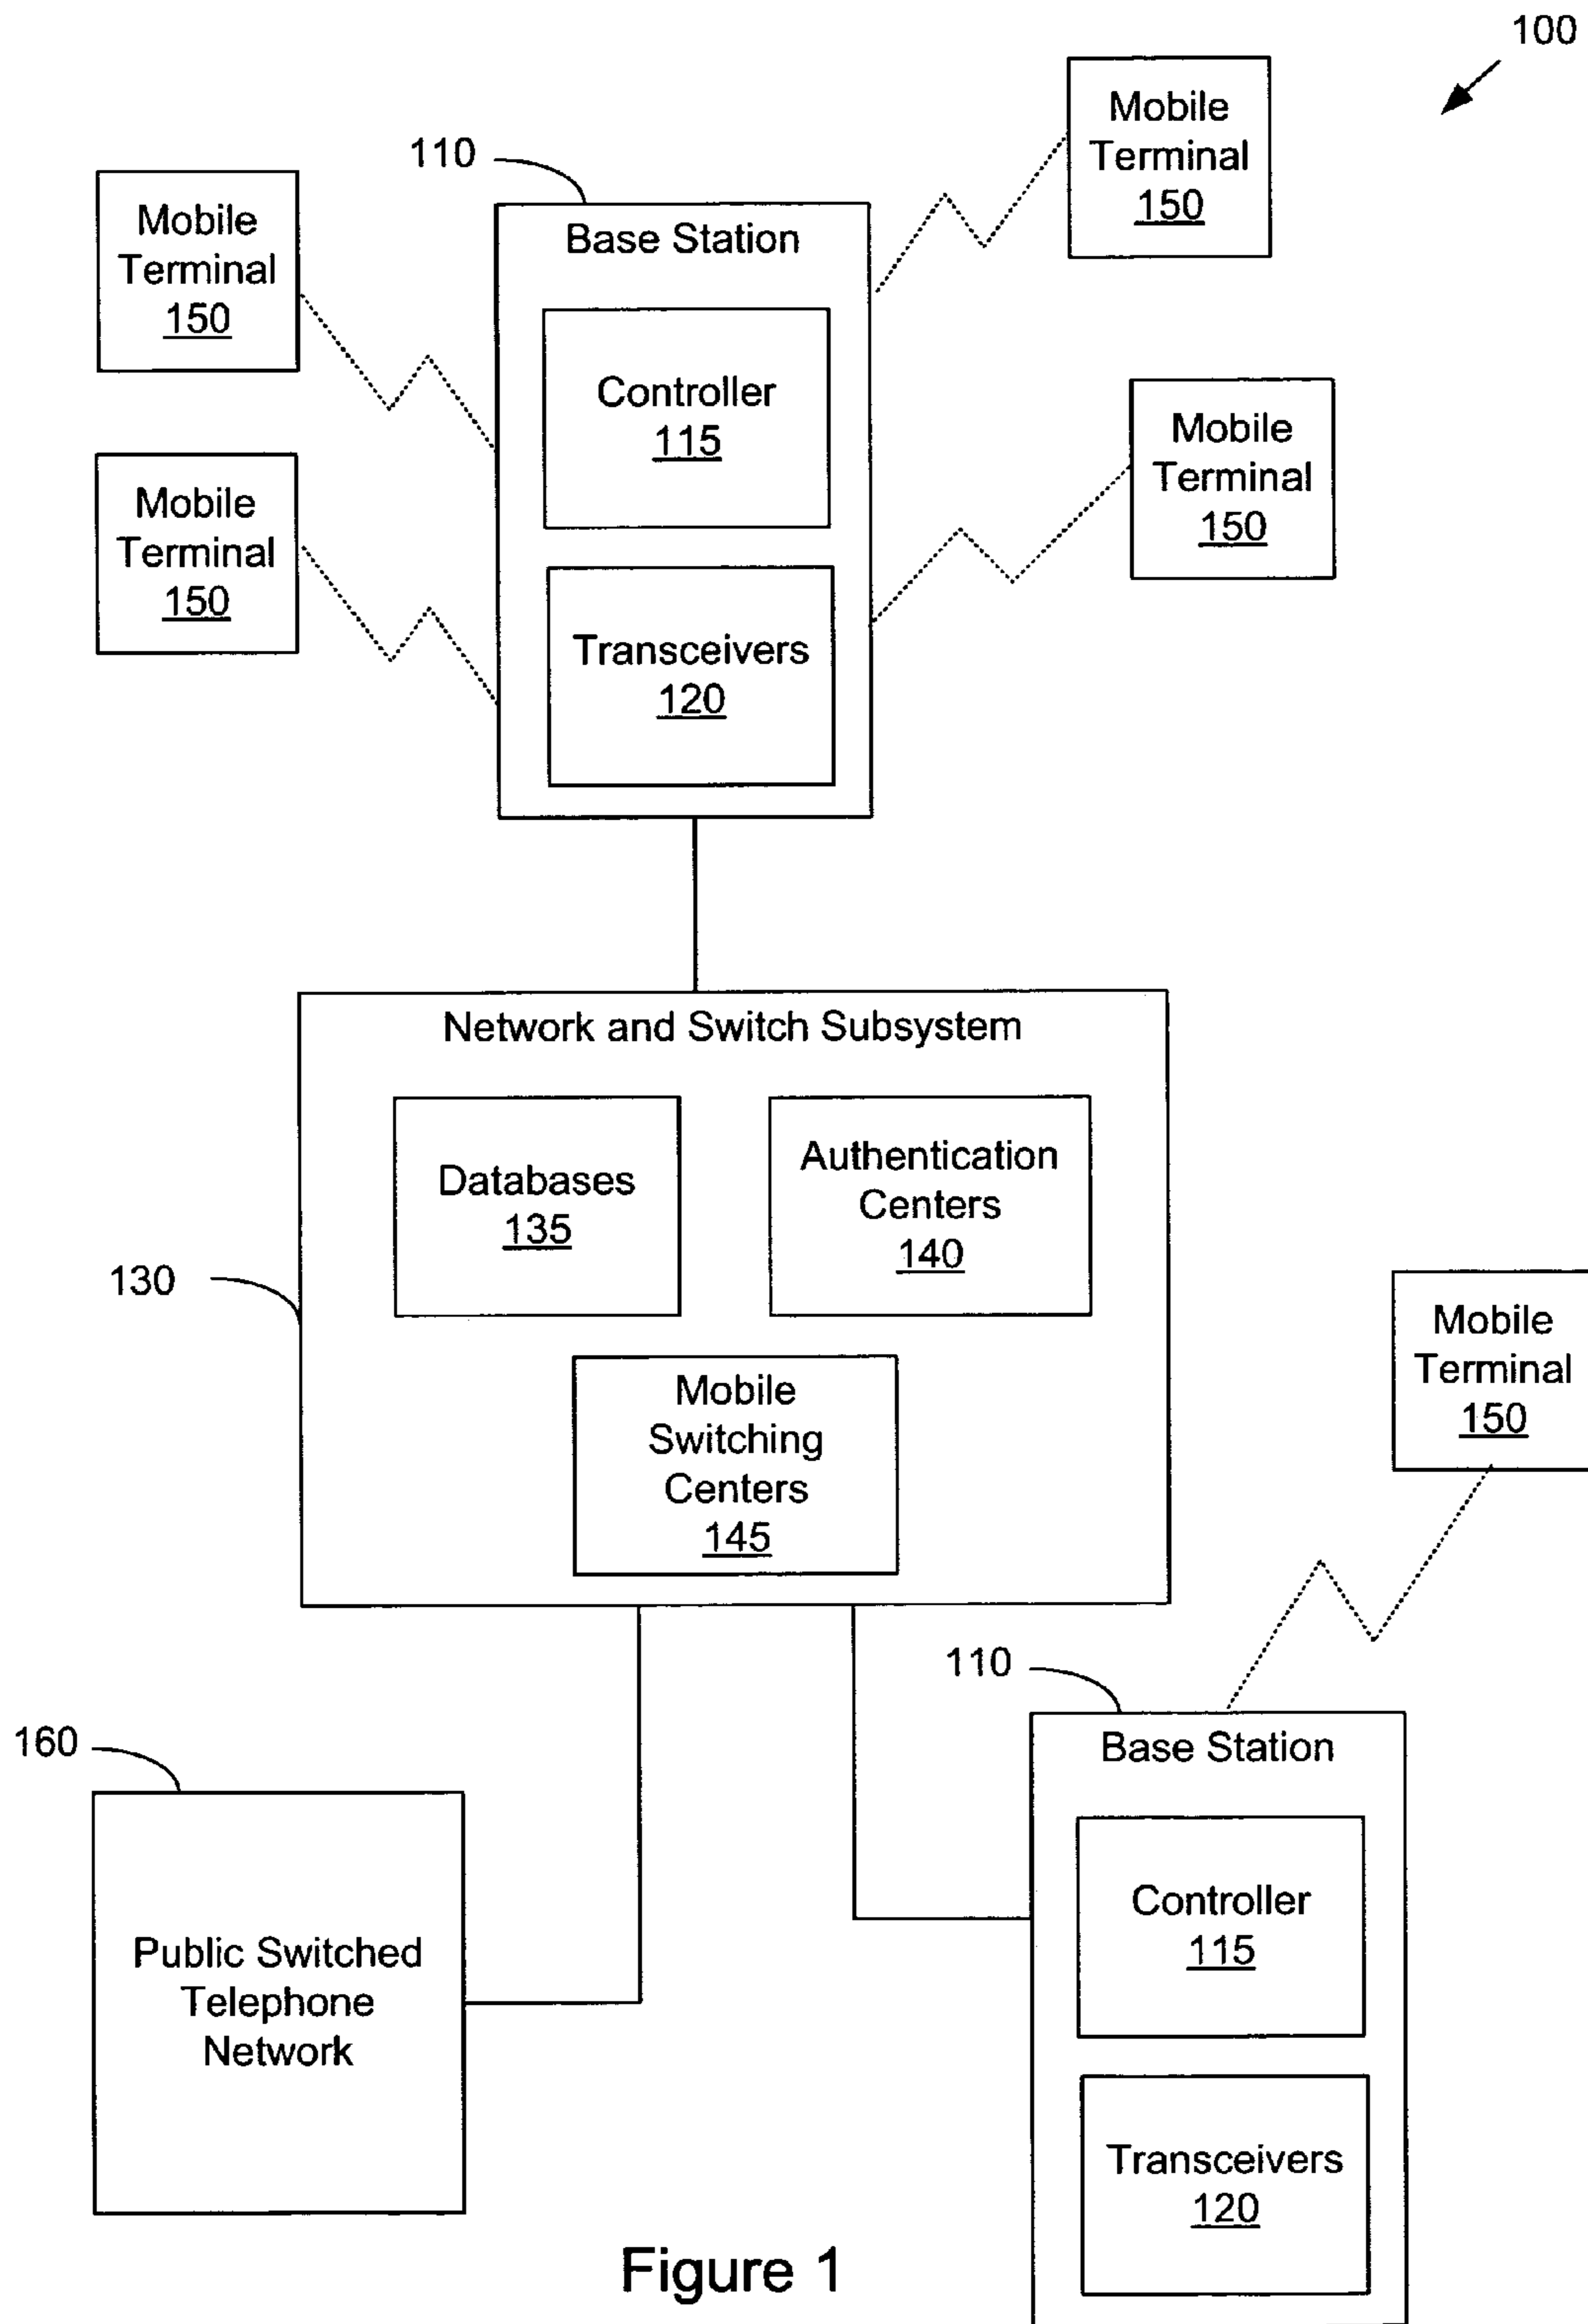 100
Mobile
Terminal
150
110
Mobile
Terminal
150
Base Station
Controller
115
Mobile
Terminal
150
Mobile
Terminal
150
Transceivers
120
Network and Switch Subsystem
Databases
135
Authentication
Centers
140
130
Mobile
Switching
Centers
145
Mobile
Terminal
150
110
160
Base Station
Controller
115
Public Switched
Telephone
Network
Transceivers
120
Figure 1